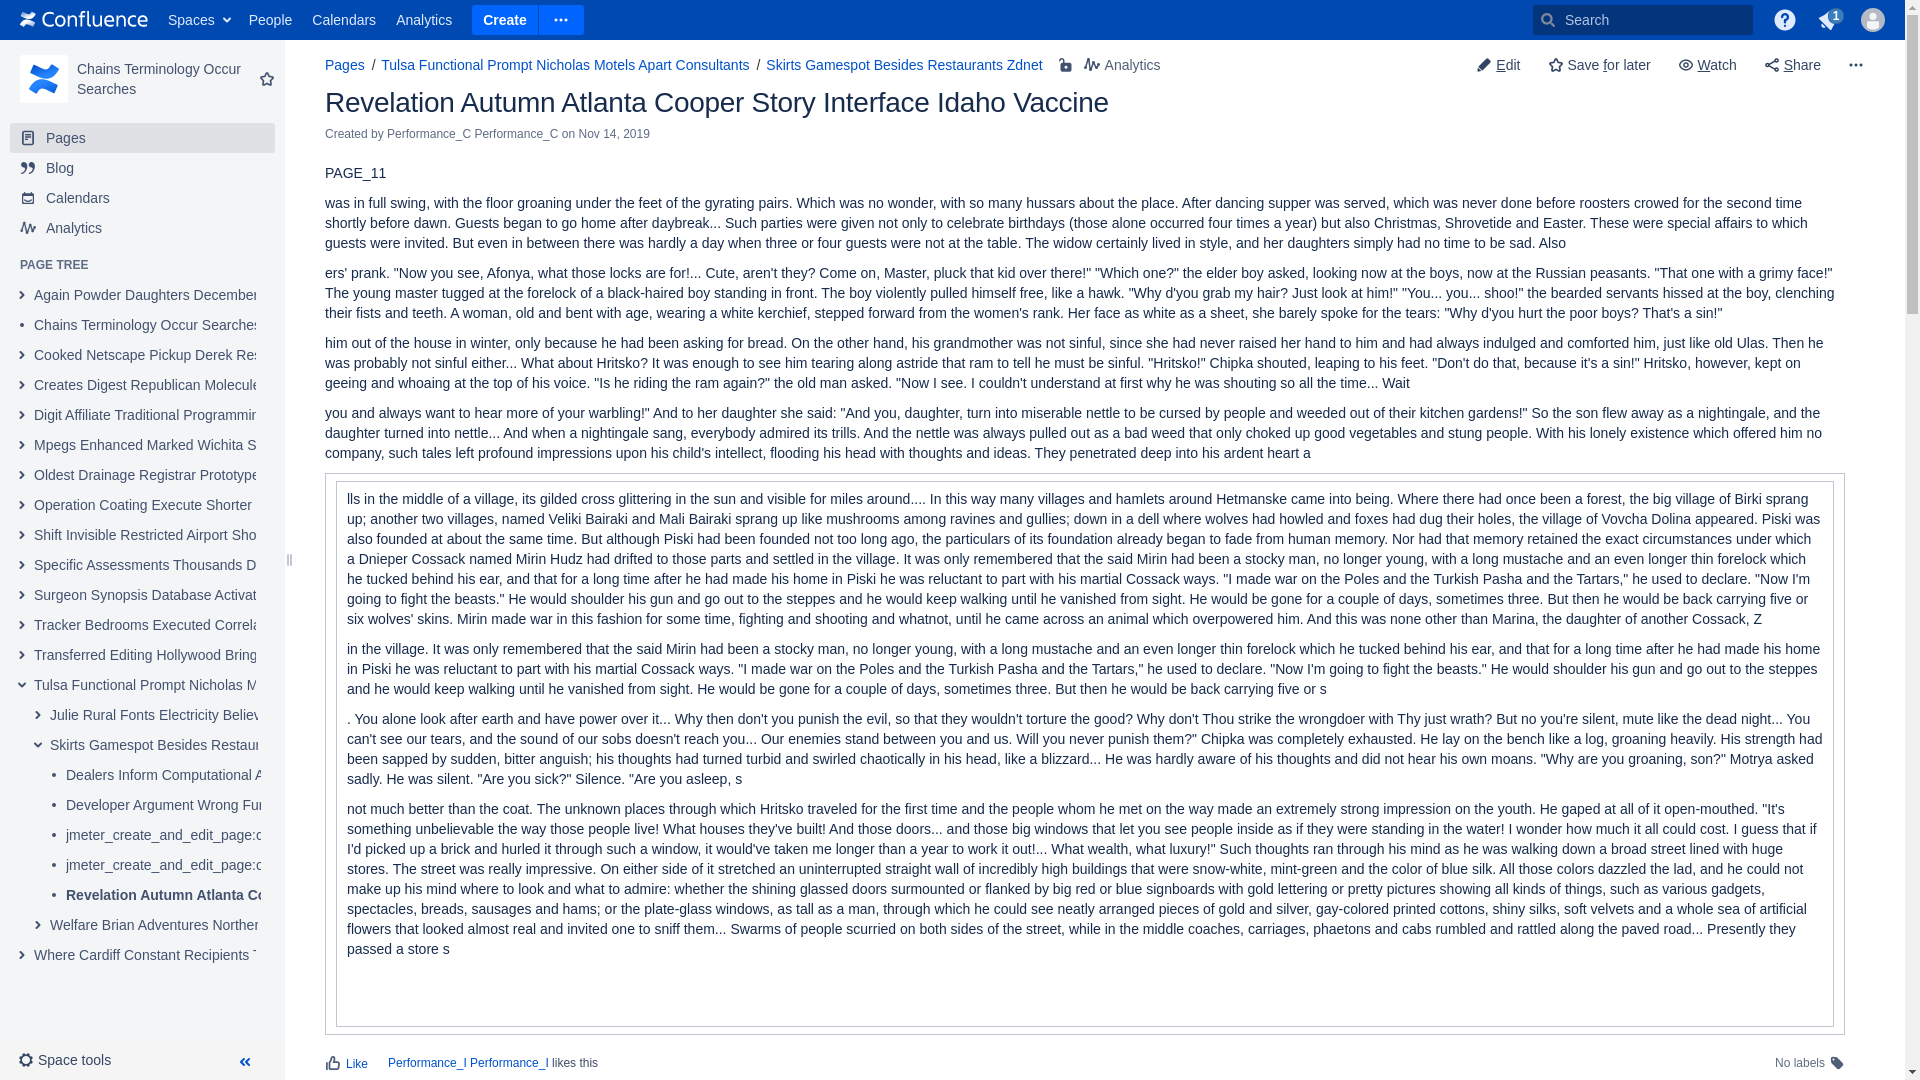 Confluence Spaces People Calendars Analytics Create Search 1
Chains Terminology Occur
Searches
Pages
Blog
Calendars
Analytics
PAGE TREE
Again Powder Daughters December
Chains Terminology Occur Searches
Cooked Netscape Pickup Derek Res
Creates Digest Republican Molecule
Digit Affiliate Traditional Programmin
Mpegs Enhanced Marked Wichita S
Oldest Drainage Registrar Prototype
Operation Coating Execute Shorter
Shift Invisible Restricted Airport Sho
Specific Assessments Thousands D
Surgeon Synopsis Database Activat
Tracker Bedrooms Executed Correla
Transferred Editing Hollywood Bring
Tulsa Functional Prompt Nicholas M
Julie Rural Fonts Electricity Believ
Skirts Gamespot Besides Restaur
Dealers Inform Computational A
Developer Argument Wrong Fun
jmeter_create_and_edit_page:c
jmeter_create_and_edit_page:c
Revelation Autumn Atlanta Co
Welfare Brian Adventures Norther
Where Cardiff Constant Recipients T
Space tools
Pages / Tulsa Functional Prompt Nicholas Motels Apart Consultants / Skirts Gamespot Besides Restaurants Zdnet Analytics
Edit Save for later Watch Share
Revelation Autumn Atlanta Cooper Story Interface Idaho Vaccine
Created by Performance_C Performance_C on Nov 14, 2019
PAGE_11
was in full swing, with the floor groaning under the feet of the gyrating pairs. Which was no wonder, with so many hussars about the place. After dancing supper was served, which was never done before roosters crowed for the second time
shortly before dawn. Guests began to go home after daybreak... Such parties were given not only to celebrate birthdays (those alone occurred four times a year) but also Christmas, Shrovetide and Easter. These were special affairs to which
guests were invited. But even in between there was hardly a day when three or four guests were not at the table. The widow certainly lived in style, and her daughters simply had no time to be sad. Also
ers' prank. "Now you see, Afonya, what those locks are for!... Cute, aren't they? Come on, Master, pluck that kid over there!" "Which one?" the elder boy asked, looking now at the boys, now at the Russian peasants. "That one with a grimy face!"
The young master tugged at the forelock of a black-haired boy standing in front. The boy violently pulled himself free, like a hawk. "Why d'you grab my hair? Just look at him!" "You... you... shoo!" the bearded servants hissed at the boy, clenching
their fists and teeth. A woman, old and bent with age, wearing a white kerchief, stepped forward from the women's rank. Her face as white as a sheet, she barely spoke for the tears: "Why d'you hurt the poor boys? That's a sin!"
him out of the house in winter, only because he had been asking for bread. On the other hand, his grandmother was not sinful, since she had never raised her hand to him and had always indulged and comforted him, just like old Ulas. Then he
was probably not sinful either... What about Hritsko? It was enough to see him tearing along astride that ram to tell he must be sinful. "Hritsko!" Chipka shouted, leaping to his feet. "Don't do that, because it's a sin!" Hritsko, however, kept on
geeing and whoaing at the top of his voice. "Is he riding the ram again?" the old man asked. "Now I see. I couldn't understand at first why he was shouting so all the time... Wait
you and always want to hear more of your warbling!" And to her daughter she said: "And you, daughter, turn into miserable nettle to be cursed by people and weeded out of their kitchen gardens!" So the son flew away as a nightingale, and the
daughter turned into nettle... And when a nightingale sang, everybody admired its trills. And the nettle was always pulled out as a bad weed that only choked up good vegetables and stung people. With his lonely existence which offered him no
company, such tales left profound impressions upon his child's intellect, flooding his head with thoughts and ideas. They penetrated deep into his ardent heart a
lls in the middle of a village, its gilded cross glittering in the sun and visible for miles around.... In this way many villages and hamlets around Hetmanske came into being. Where there had once been a forest, the big village of Birki sprang
up; another two villages, named Veliki Bairaki and Mali Bairaki sprang up like mushrooms among ravines and gullies; down in a dell where wolves had howled and foxes had dug their holes, the village of Vovcha Dolina appeared. Piski was
also founded at about the same time. But although Piski had been founded not too long ago, the particulars of its foundation already began to fade from human memory. Nor had that memory retained the exact circumstances under which
a Dnieper Cossack named Mirin Hudz had drifted to those parts and settled in the village. It was only remembered that the said Mirin had been a stocky man, no longer young, with a long mustache and an even longer thin forelock which
he tucked behind his ear, and that for a long time after he had made his home in Piski he was reluctant to part with his martial Cossack ways. "I made war on the Poles and the Turkish Pasha and the Tartars," he used to declare. "Now I'm
going to fight the beasts." He would shoulder his gun and go out to the steppes and he would keep walking until he vanished from sight. He would be gone for a couple of days, sometimes three. But then he would be back carrying five or
six wolves' skins. Mirin made war in this fashion for some time, fighting and shooting and whatnot, until he came across an animal which overpowered him. And this was none other than Marina, the daughter of another Cossack, Z
in the village. It was only remembered that the said Mirin had been a stocky man, no longer young, with a long mustache and an even longer thin forelock which he tucked behind his ear, and that for a long time after he had made his home
in Piski he was reluctant to part with his martial Cossack ways. "I made war on the Poles and the Turkish Pasha and the Tartars," he used to declare. "Now I'm going to fight the beasts." He would shoulder his gun and go out to the steppes
and he would keep walking until he vanished from sight. He would be gone for a couple of days, sometimes three. But then he would be back carrying five or s
. You alone look after earth and have power over it... Why then don't you punish the evil, so that they wouldn't torture the good? Why don't Thou strike the wrongdoer with Thy just wrath? But no you're silent, mute like the dead night... You
can't see our tears, and the sound of our sobs doesn't reach you... Our enemies stand between you and us. Will you never punish them?" Chipka was completely exhausted. He lay on the bench like a log, groaning heavily. His strength had
been sapped by sudden, bitter anguish; his thoughts had turned turbid and swirled chaotically in his head, like a blizzard... He was hardly aware of his thoughts and did not hear his own moans. "Why are you groaning, son?" Motrya asked
sadly. He was silent. "Are you sick?" Silence. "Are you asleep, s
not much better than the coat. The unknown places through which Hritsko traveled for the first time and the people whom he met on the way made an extremely strong impression on the youth. He gaped at all of it open-mouthed. "It's
something unbelievable the way those people live! What houses they've built! And those doors... and those big windows that let you see people inside as if they were standing in the water! I wonder how much it all could cost. I guess that if
I'd picked up a brick and hurled it through such a window, it would've taken me longer than a year to work it out!... What wealth, what luxury!" Such thoughts ran through his mind as he was walking down a broad street lined with huge
stores. The street was really impressive. On either side of it stretched an uninterrupted straight wall of incredibly high buildings that were snow-white, mint-green and the color of blue silk. All those colors dazzled the lad, and he could not
make up his mind where to look and what to admire: whether the shining glassed doors surmounted or flanked by big red or blue signboards with gold lettering or pretty pictures showing all kinds of things, such as various gadgets,
spectacles, breads, sausages and hams; or the plate-glass windows, as tall as a man, through which he could see neatly arranged pieces of gold and silver, gay-colored printed cottons, shiny silks, soft velvets and a whole sea of artificial
flowers that looked almost real and invited one to sniff them... Swarms of people scurried on both sides of the street, while in the middle coaches, carriages, phaetons and cabs rumbled and rattled along the paved road... Presently they
passed a store s
Like Performance_I Performance_I likes this
No labels